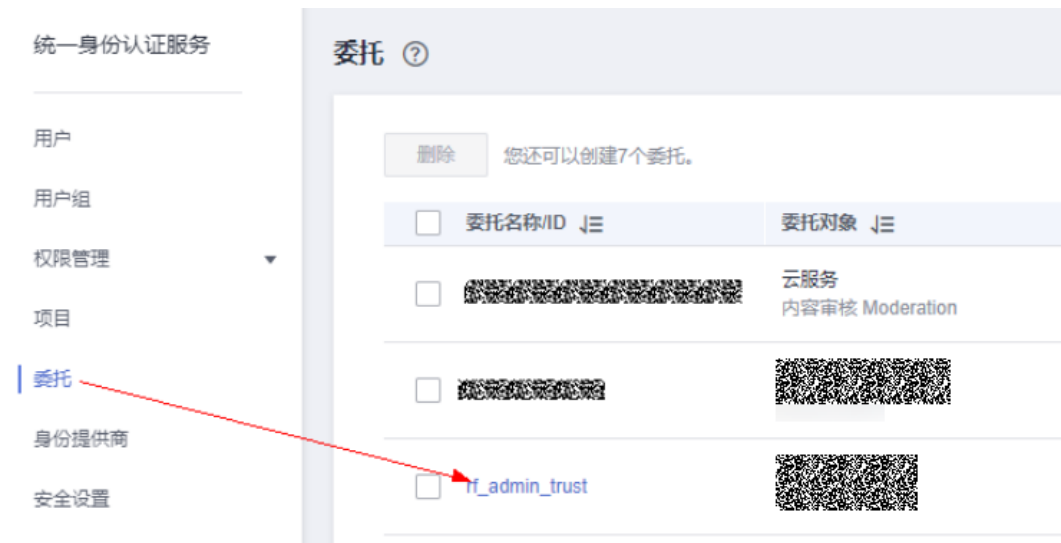 统一身份认证服务
用户
用户组
权限管理
项目
委托
身份提供商
安全设置
委托 ?
删除 您还可以创建7个委托。
委托名称/ID 委托对象
云服务
内容审核 Moderation
rf_admin_trust